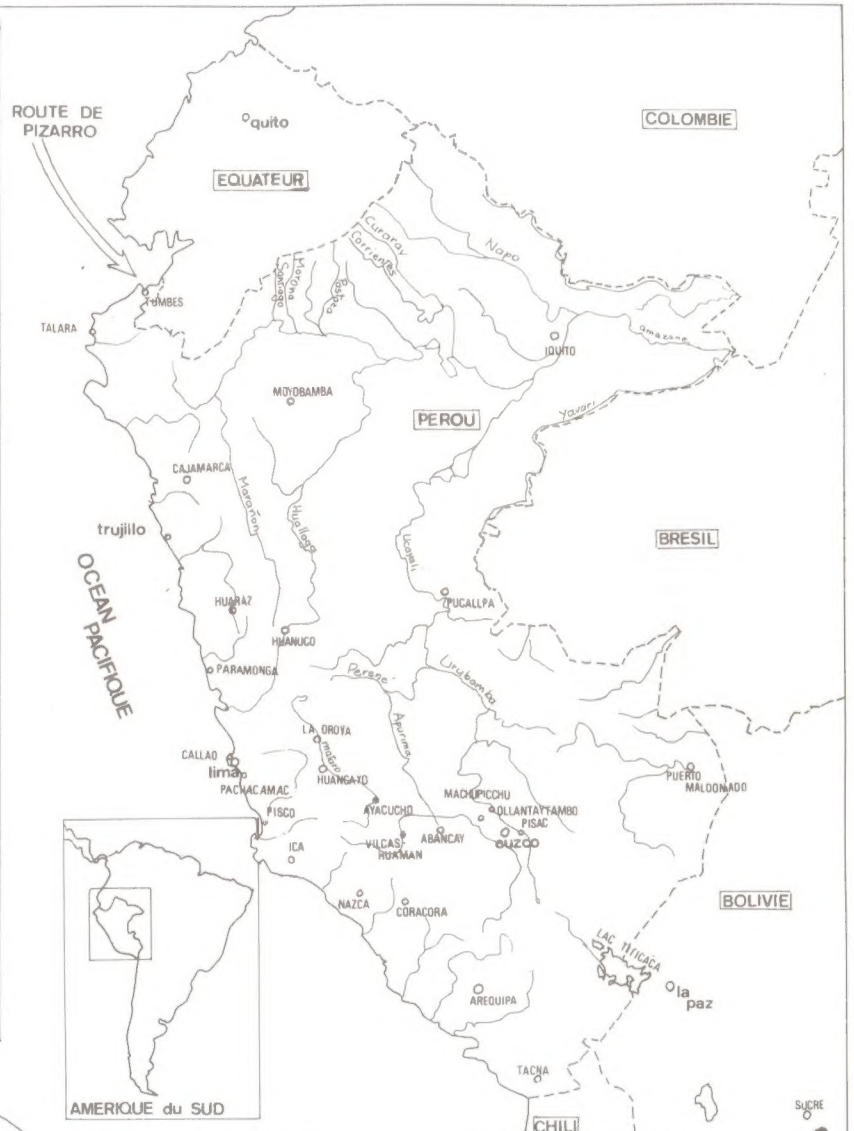 ROUTE DE
PIZARRO
quito
COLOMBIE
EQUATEUR
Curaray
Corrientes
Napo
Santiago
Morona
Pastaza
TUMBES
TALARA
IQUITO
amazone
MOYOBAMBA
PEROU
Yavari
CAJAMARCA
Marañon
Huallaga
trujillo
Ucayali
BRESIL
OCEAN
PACIFIQUE
HUARAZ
PUCALLPA
HUANUCO
PARAMONGA
Perene
Urubamba
Apurima
LA OROYA
mataro
CALLAO
lima
HUANCAYO
PUERTO
MALDONADO
PACHACAMAC
MACHUPICCHU
OLLANTAYTAMBO
PISCO
AYACUCHO
PISAC
ABANCAY
cuzco
VILCAS-
HUAMAN
ICA
NAZCA
CORACORA
BOLIVIE
LAC TITICACA
AREQUIPA
la
paz
TACNA
AMERIQUE du SUD
SUCRE
CHILI